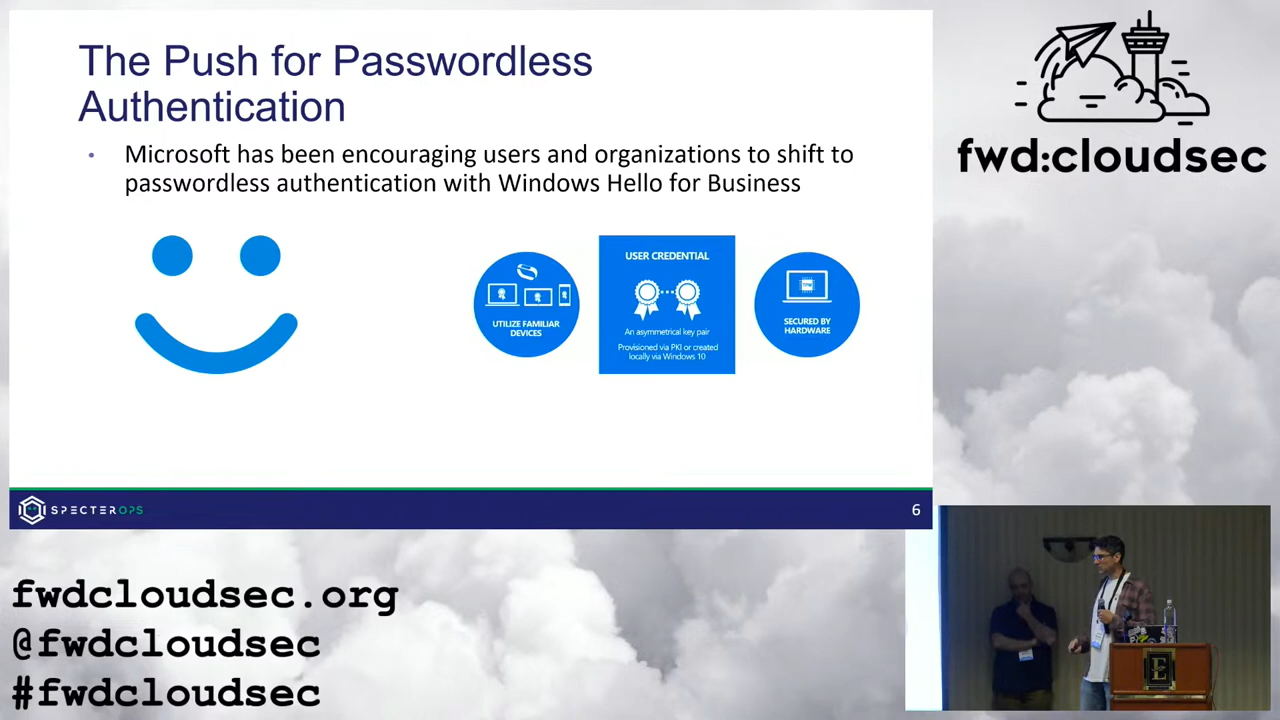 The Push for Passwordless
Authentication
• Microsoft has been encouraging users and organizations to shift to
passwordless authentication with Windows Hello for Business
UTILIZE FAMILIAR
DEVICES
USER CREDENTIAL
An asymmetrical key pair
Provisioned via PKI or created
locally via Windows 10
SECURED BY
HARDWARE
SPECTEROPS
6
fwd:cloudsec
fwdcloudsec.org
@fwdcloudsec
#fwdcloudsec